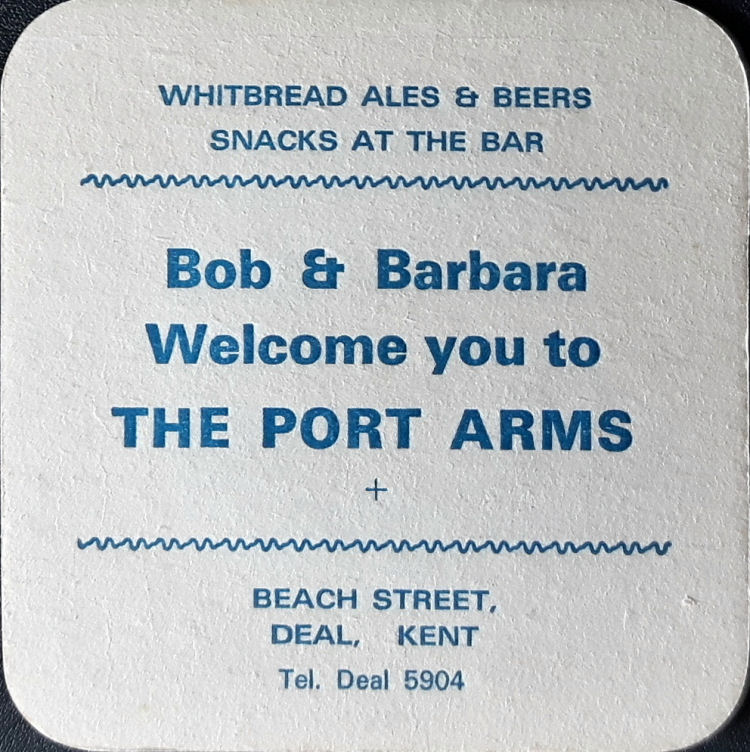 WHITBREAD ALES & BEERS
SNACKS AT THE BAR
Bob & Barbara
Welcome you to
THE PORT ARMS
+
BEACH STREET,
DEAL, KENT
Tel. Deal 5904